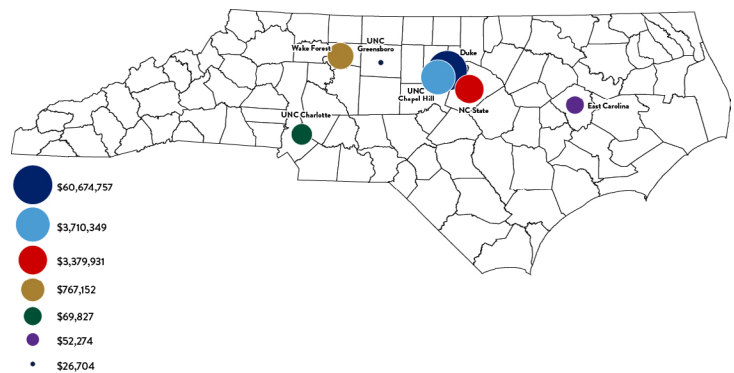 UNC
Greensboro
Wake Forest
Duke
UNC
Chapel Hill
NC State
East Carolina
UNC Charlotte
$60,674,757
$3,710,349
$3,379,931
$767,152
$69,827
$52,274
$26,704